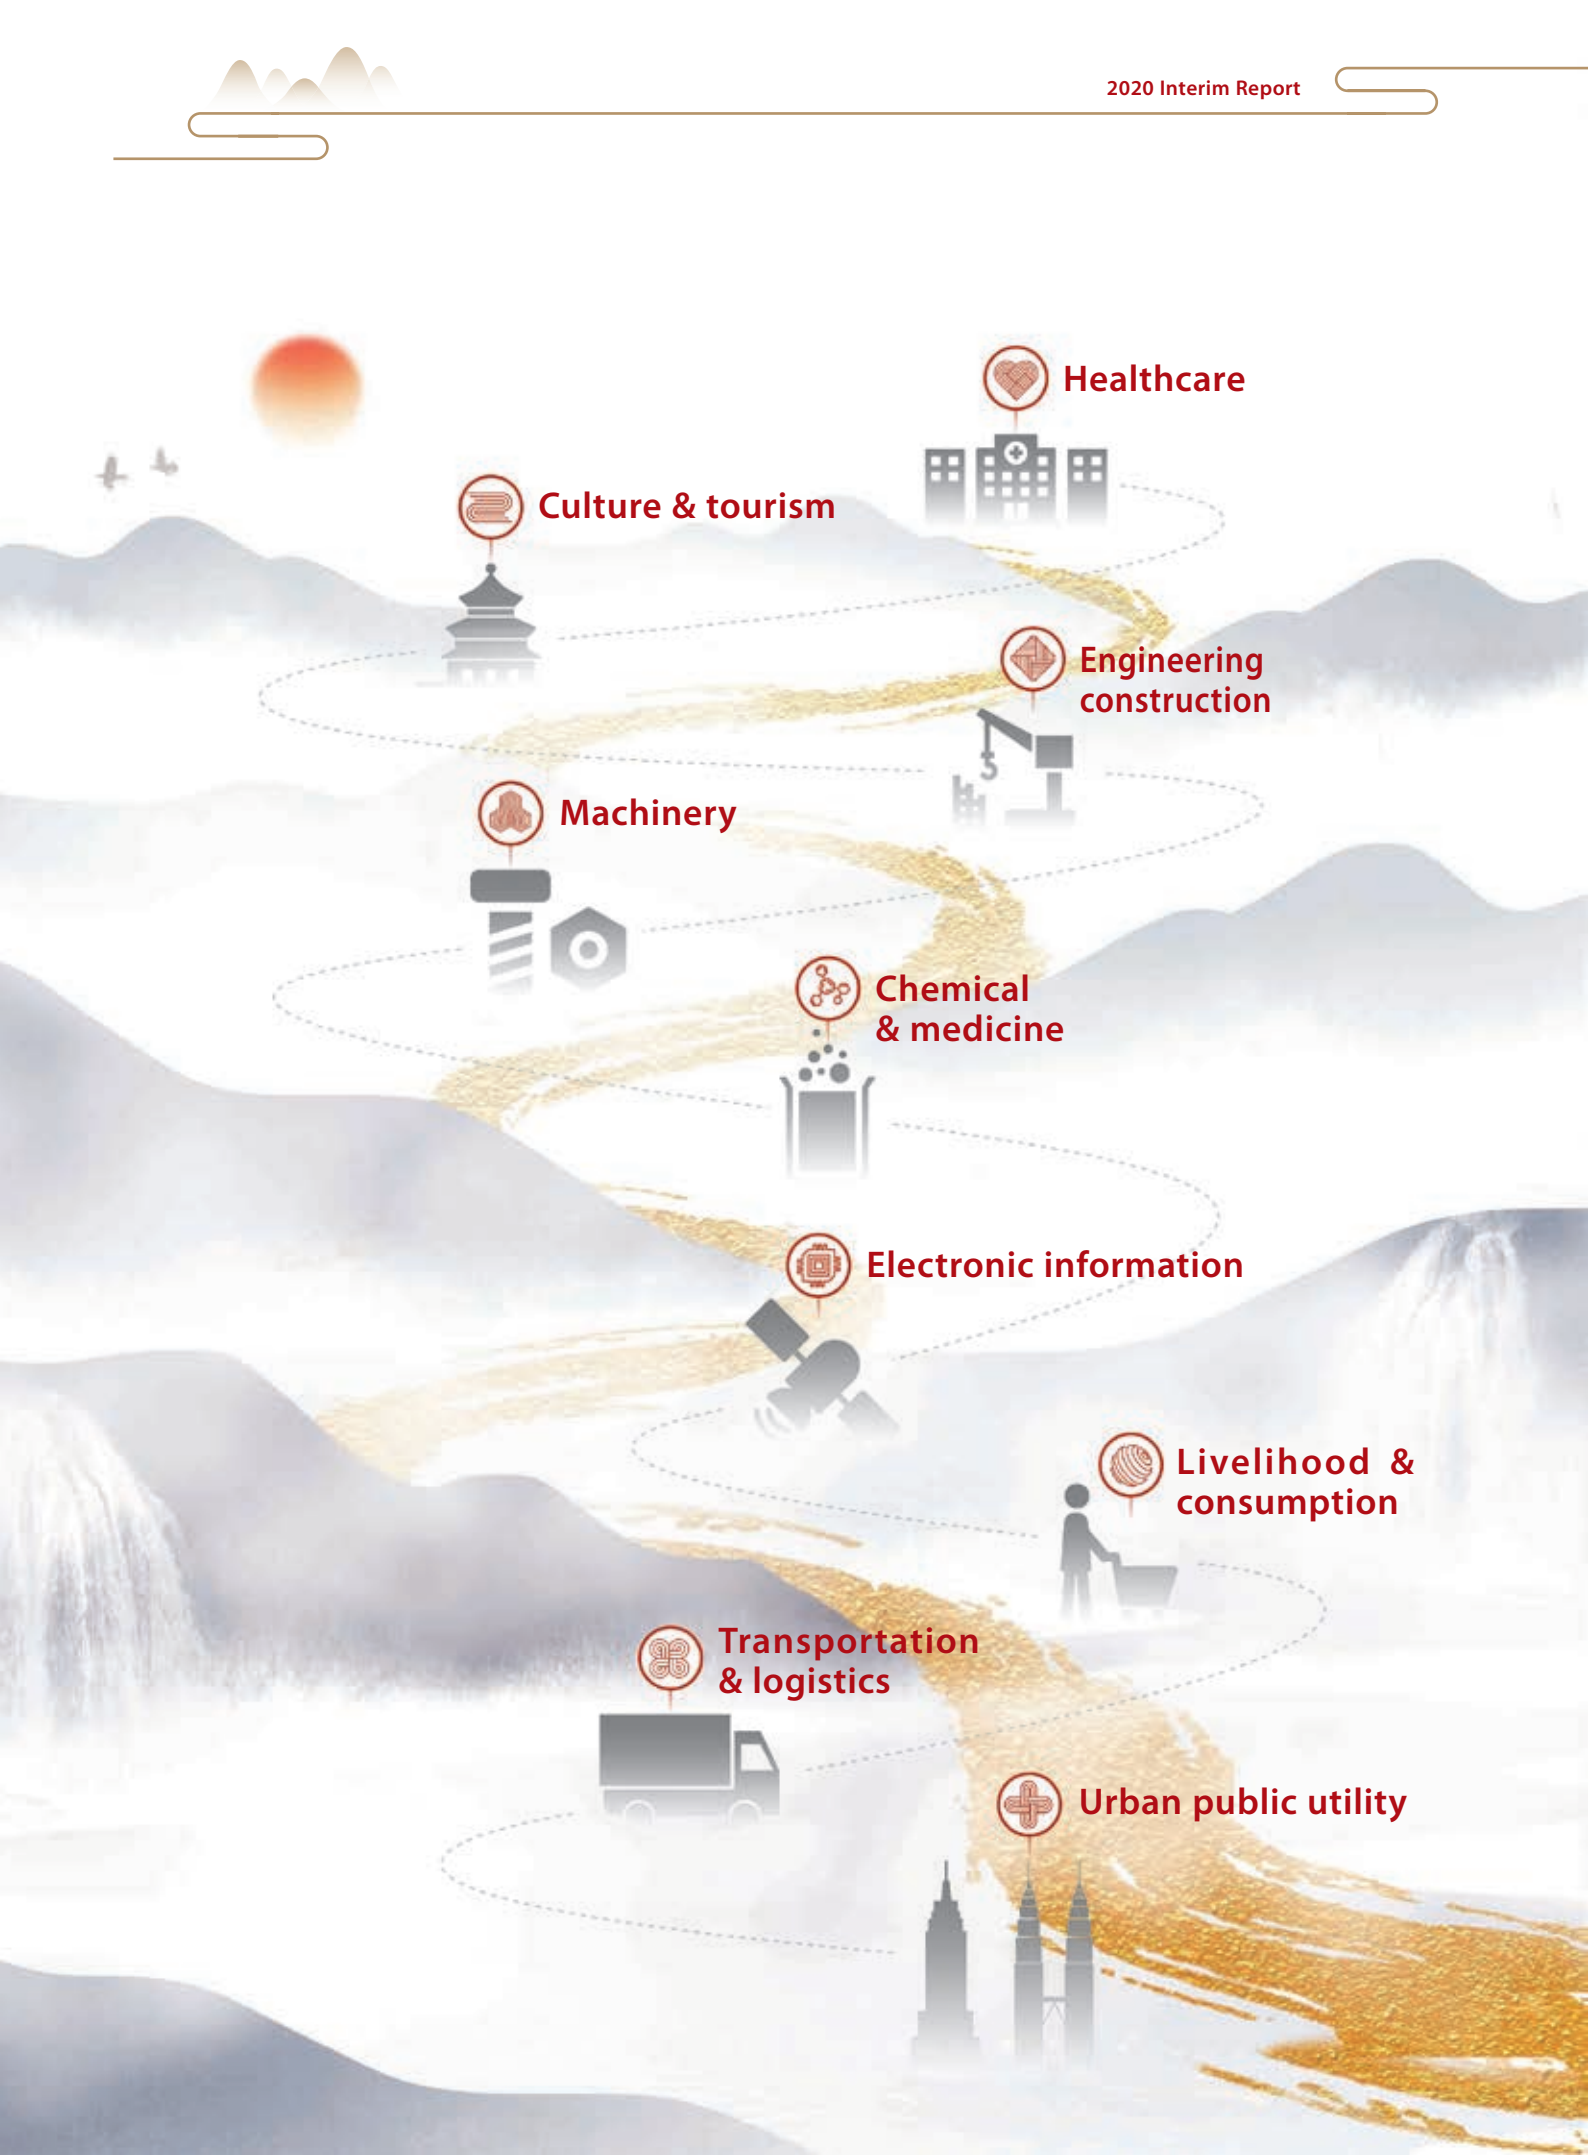 2020 Interim Report
Healthcare
Culture & tourism
Engineering
construction
Machinery
Chemical
& medicine
Electronic information
Livelihood &
consumption
Transportation
& logistics
Urban public utility